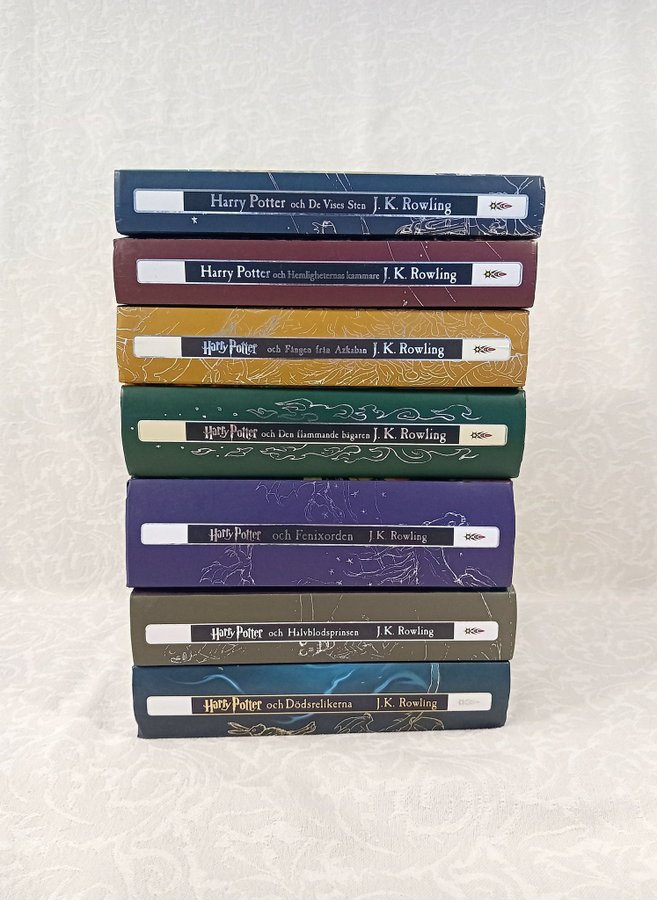 Harry Potter och De Vises Sten J. K. Rowling
Harry Potter och Hemligheternas kammare J. K. Rowling
Harry Potter och Fången från Azkaban J. K. Rowling
Harry Potter och Den flammande bägaren J. K. Rowling
Harry Potter och Fenixorden J. K. Rowling
Harry Potter och Halvblodsprinsen J. K. Rowling
Harry Potter och Dödsrelikerna J. K. Rowling